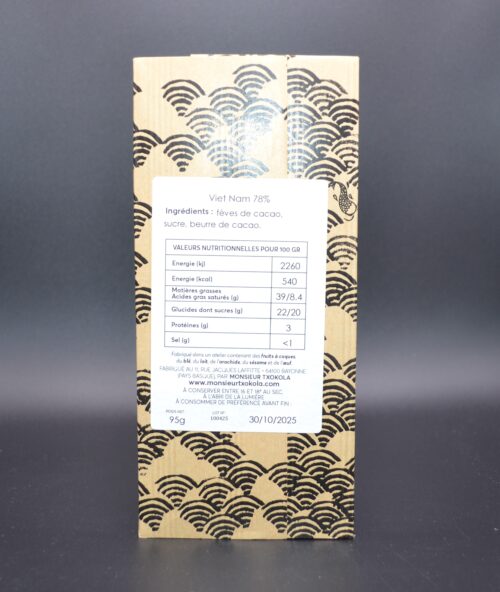 Viet Nam 78%
Ingrédients : fèves de cacao,
sucre, beurre de cacao.
VALEURS NUTRITIONNELLES POUR 100 GR
Energie (kj) 2260
Energie (kcal) 540
Matières grasses
Acides gras saturés (g) 39/8.4
Glucides dont sucres (g) 22/20
Protéines (g) 3
Sel (g) <1
Fabriqué dans un atelier contenant des fruits à coques,
du blé, du lait, de l'arachide, du sésame et de l'œuf.
FABRIQUÉ AU 11, RUE JACQUES LAFFITTE - 64100 BAYONNE
(PAYS BASQUE) PAR MONSIEUR TXOKOLA
www.monsieurtxokola.com
À CONSERVER ENTRE 16 ET 18° AU SEC,
À L'ABRI DE LA LUMIÈRE
À CONSOMMER DE PRÉFÉRENCE AVANT FIN :
POIDS NET: LOT N°
95g 100425 30/10/2025